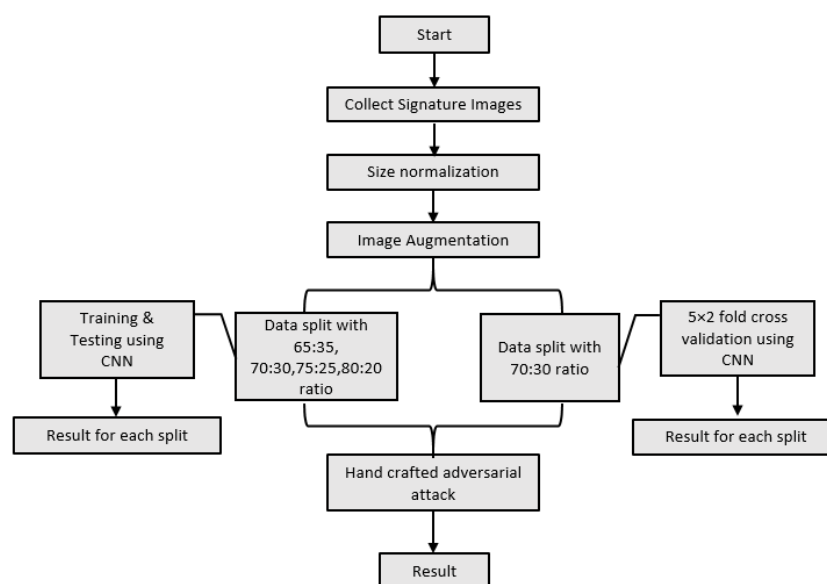 Start
Collect Signature Images
Size normalization
Image Augmentation
Training &
Testing using
CNN
Data split with
65:35,
70:30,75:25,80:20
ratio
Data split with
70:30 ratio
5×2 fold cross
validation using
CNN
Result for each split
Result for each split
Hand crafted adversarial
attack
Result